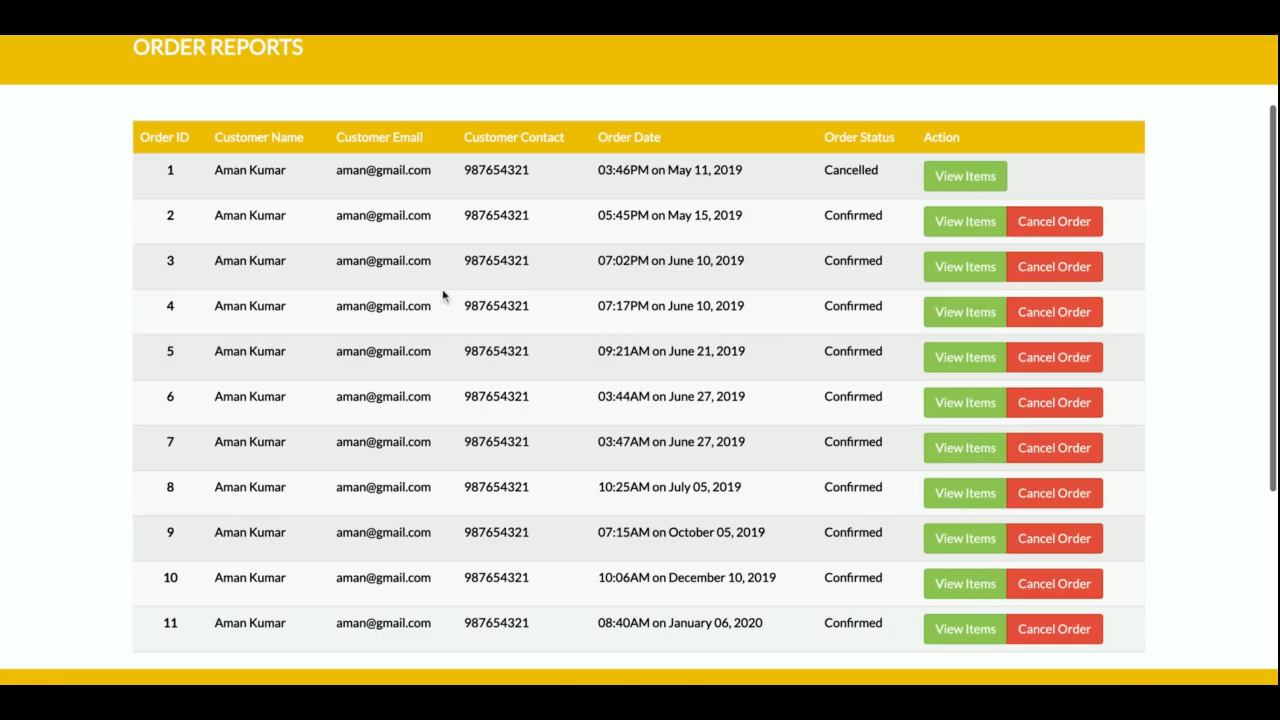 ORDER REPORTS
Order ID Customer Name Customer Email Customer Contact Order Date Order Status Action
1 Aman Kumar aman@gmail.com 987654321 03:46PM on May 11, 2019 Cancelled View Items
2 Aman Kumar aman@gmail.com 987654321 05:45PM on May 15, 2019 Confirmed View Items Cancel Order
3 Aman Kumar aman@gmail.com 987654321 07:02PM on June 10, 2019 Confirmed View Items Cancel Order
4 Aman Kumar aman@gmail.com 987654321 07:17PM on June 10, 2019 Confirmed View Items Cancel Order
5 Aman Kumar aman@gmail.com 987654321 09:21AM on June 21, 2019 Confirmed View Items Cancel Order
6 Aman Kumar aman@gmail.com 987654321 03:44AM on June 27, 2019 Confirmed View Items Cancel Order
7 Aman Kumar aman@gmail.com 987654321 03:47AM on June 27, 2019 Confirmed View Items Cancel Order
8 Aman Kumar aman@gmail.com 987654321 10:25AM on July 05, 2019 Confirmed View Items Cancel Order
9 Aman Kumar aman@gmail.com 987654321 07:15AM on October 05, 2019 Confirmed View Items Cancel Order
10 Aman Kumar aman@gmail.com 987654321 10:06AM on December 10, 2019 Confirmed View Items Cancel Order
11 Aman Kumar aman@gmail.com 987654321 08:40AM on January 06, 2020 Confirmed View Items Cancel Order